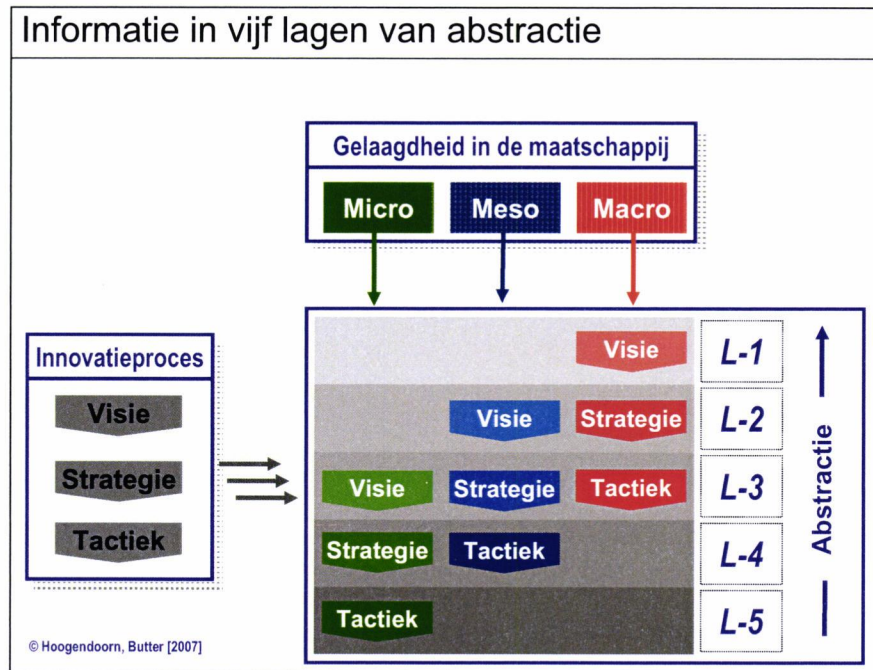 Informatie in vijf lagen van abstractie
Gelaagdheid in de maatschappij
Micro Meso Macro
Innovatieproces
Visie
Strategie
Tactiek
Visie L-1
Visie Strategie L-2
Visie Strategie Tactiek L-3
Strategie Tactiek L-4
Tactiek L-5
Abstractie
© Hoogendoorn, Butter [2007]